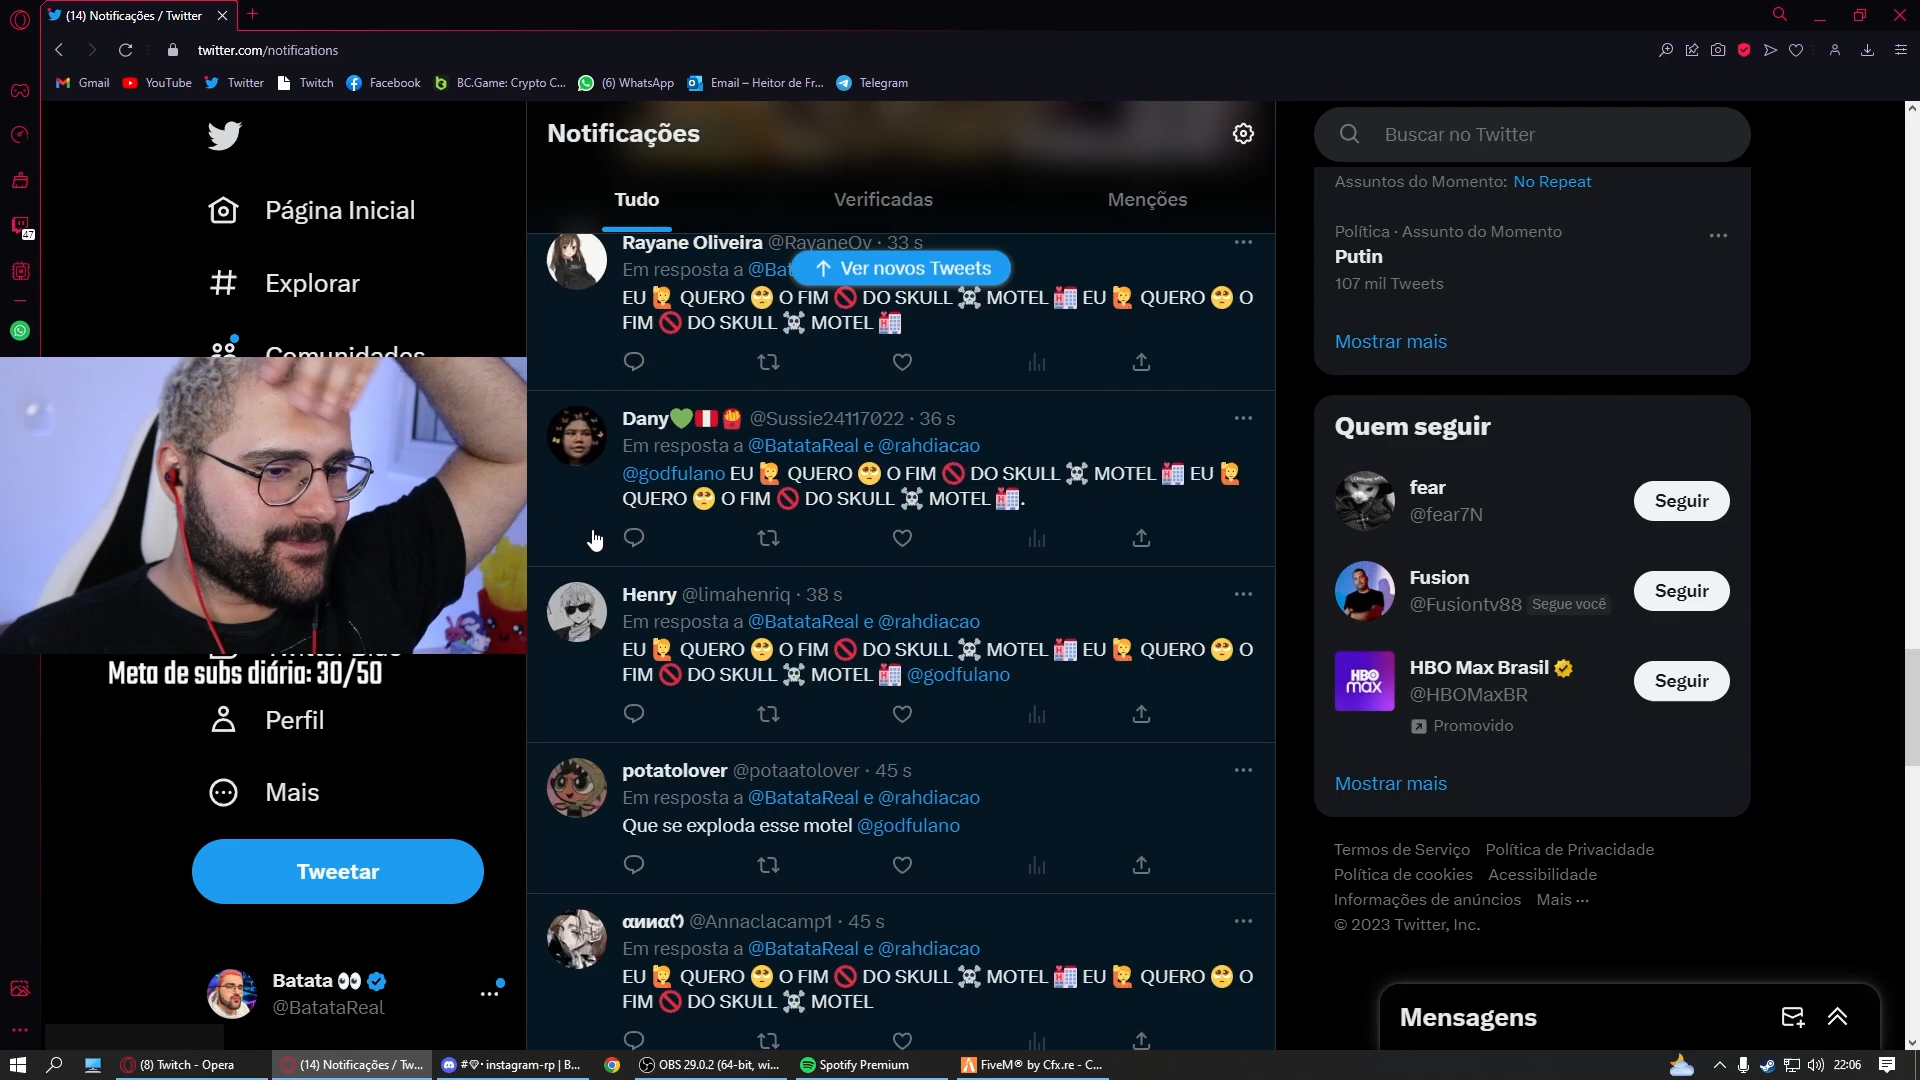 (14) Notificações / Twitter
twitter.com/notifications
Gmail YouTube Twitter Twitch Facebook BC.Game: Crypto C... (6) WhatsApp Email – Heitor de Fr... Telegram
47
Página Inicial
Explorar
Comunidades
Meta de subs diária: 30/50
Perfil
Mais
Tweetar
Batata 👀
@BatataReal
Notificações
Tudo Verificadas Menções
Ver novos Tweets
Rayane Oliveira @RayaneOv · 33 s
Em resposta a @Bat
EU 🙋 QUERO 🥺 O FIM 🚫 DO SKULL ☠️ MOTEL 🏩 EU 🙋 QUERO 🥺 O
FIM 🚫 DO SKULL ☠️ MOTEL 🏩
Dany💚🇵🇪🍟 @Sussie24117022 · 36 s
Em resposta a @BatataReal e @rahdiacao
@godfulano EU 🙋 QUERO 🥺 O FIM 🚫 DO SKULL ☠️ MOTEL 🏩 EU 🙋
QUERO 🥺 O FIM 🚫 DO SKULL ☠️ MOTEL 🏩.
Henry @limahenriq · 38 s
Em resposta a @BatataReal e @rahdiacao
EU 🙋 QUERO 🥺 O FIM 🚫 DO SKULL ☠️ MOTEL 🏩 EU 🙋 QUERO 🥺 O
FIM 🚫 DO SKULL ☠️ MOTEL 🏩 @godfulano
potatolover @potaatolover · 45 s
Em resposta a @BatataReal e @rahdiacao
Que se exploda esse motel @godfulano
αииαღ @Annaclacamp1 · 45 s
Em resposta a @BatataReal e @rahdiacao
EU 🙋 QUERO 🥺 O FIM 🚫 DO SKULL ☠️ MOTEL 🏩 EU 🙋 QUERO 🥺 O
FIM 🚫 DO SKULL ☠️ MOTEL
Buscar no Twitter
Assuntos do Momento: No Repeat
Política · Assunto do Momento
Putin
107 mil Tweets
Mostrar mais
Quem seguir
fear
@fear7N
Seguir
Fusion
@Fusiontv88 Segue você
Seguir
HBO max
HBO Max Brasil
@HBOMaxBR
Seguir
Promovido
Mostrar mais
Termos de Serviço Política de Privacidade
Política de cookies Acessibilidade
Informações de anúncios Mais ···
© 2023 Twitter, Inc.
Mensagens
(8) Twitch - Opera (14) Notificações / Tw... #💎・instagram-rp | B... OBS 29.0.2 (64-bit, wi... Spotify Premium FiveM® by Cfx.re - C... 22:06